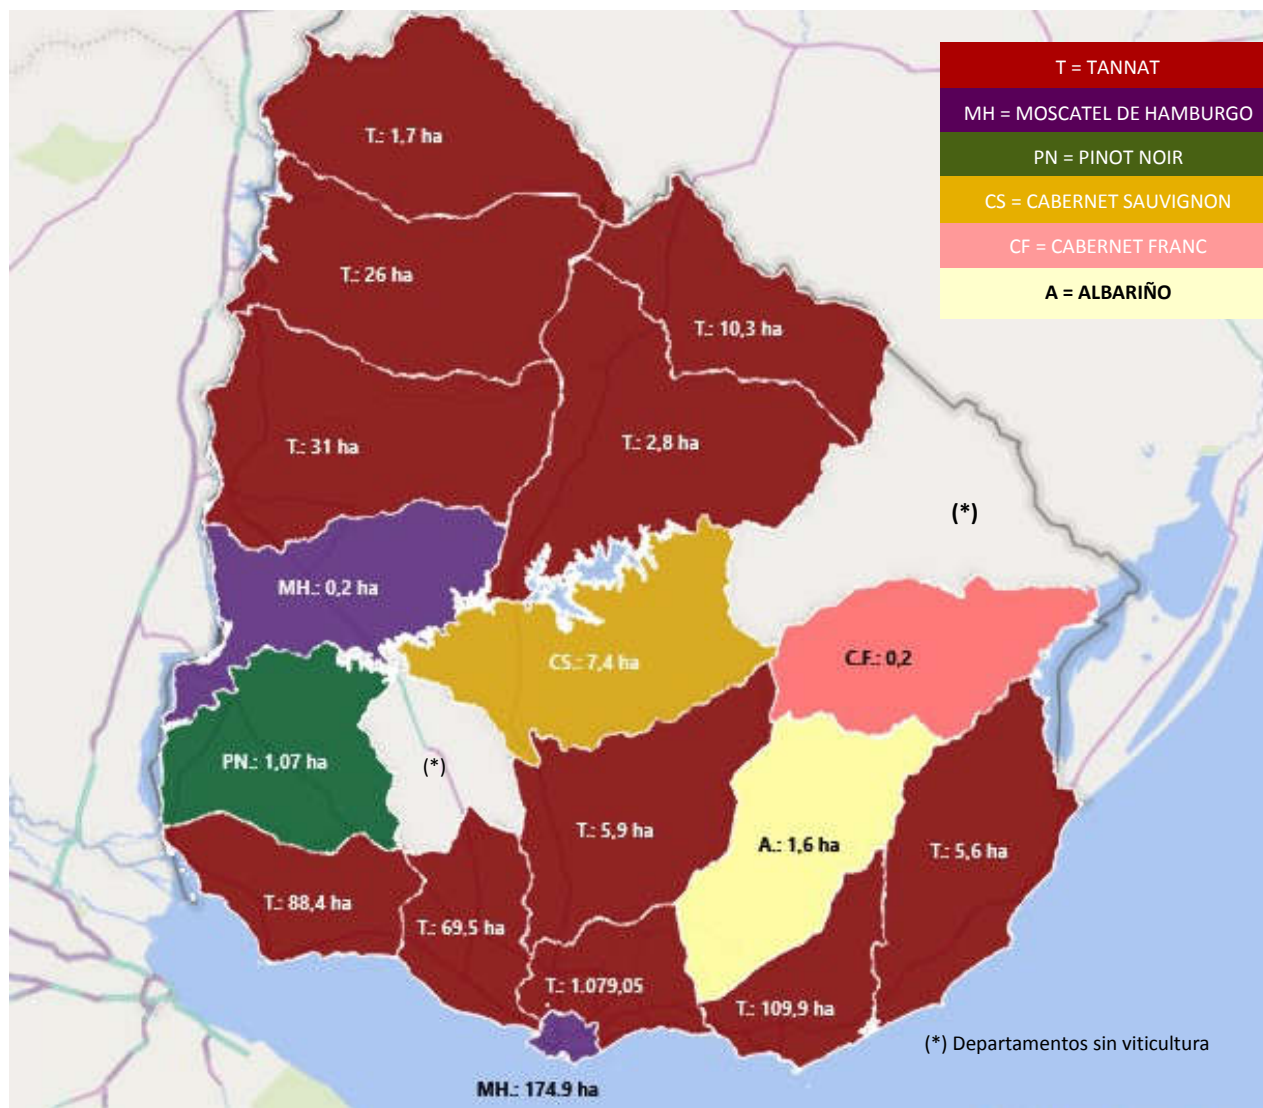 T = TANNAT
MH = MOSCATEL DE HAMBURGO
PN = PINOT NOIR
CS = CABERNET SAUVIGNON
CF = CABERNET FRANC
A = ALBARIÑO
T.: 1,7 ha
T.: 26 ha
T.: 10,3 ha
T.: 31 ha
T.: 2,8 ha
(*)
MH.: 0,2 ha
CS.: 7,4 ha
C.F.: 0,2
PN.: 1,07 ha
(*)
T.: 5,9 ha
A.: 1,6 ha
T.: 5,6 ha
T.: 88,4 ha
T.: 69,5 ha
T.: 1.079,05
T.: 109,9 ha
(*) Departamentos sin viticultura
MH.: 174.9 ha